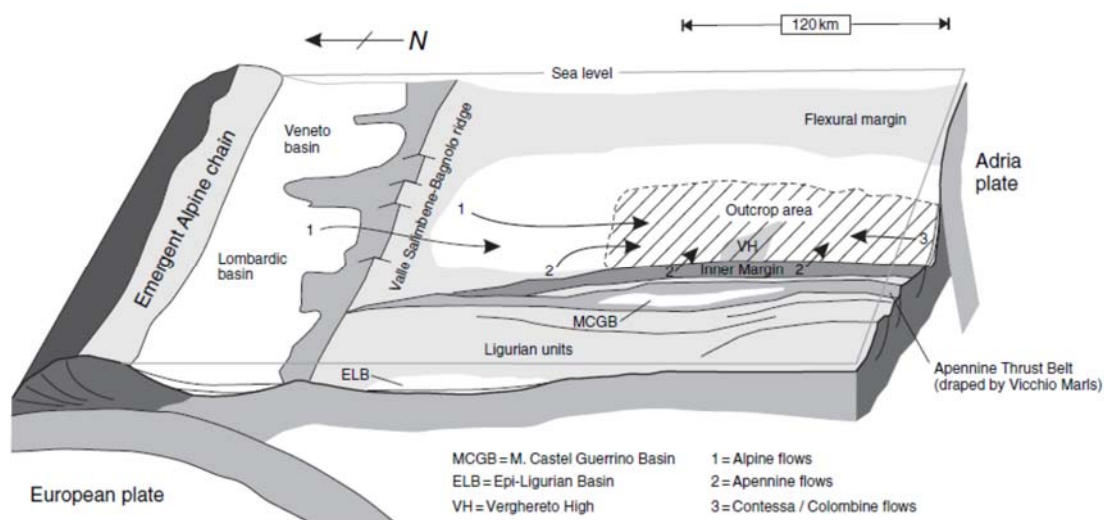 N
120 km
Sea level
Emergent Alpine chain
Veneto
basin
Valle Salimbene-Bagnolo ridge
Flexural margin
Adria
plate
1
Outcrop area
1
Lombardic
basin
3
VH
2
2
2
Inner Margin
MCGB
Ligurian units
ELB
Apennine Thrust Belt
(draped by Vicchio Marls)
European plate
MCGB = M. Castel Guerrino Basin
ELB = Epi-Ligurian Basin
VH = Verghereto High
1 = Alpine flows
2 = Apennine flows
3 = Contessa / Colombine flows